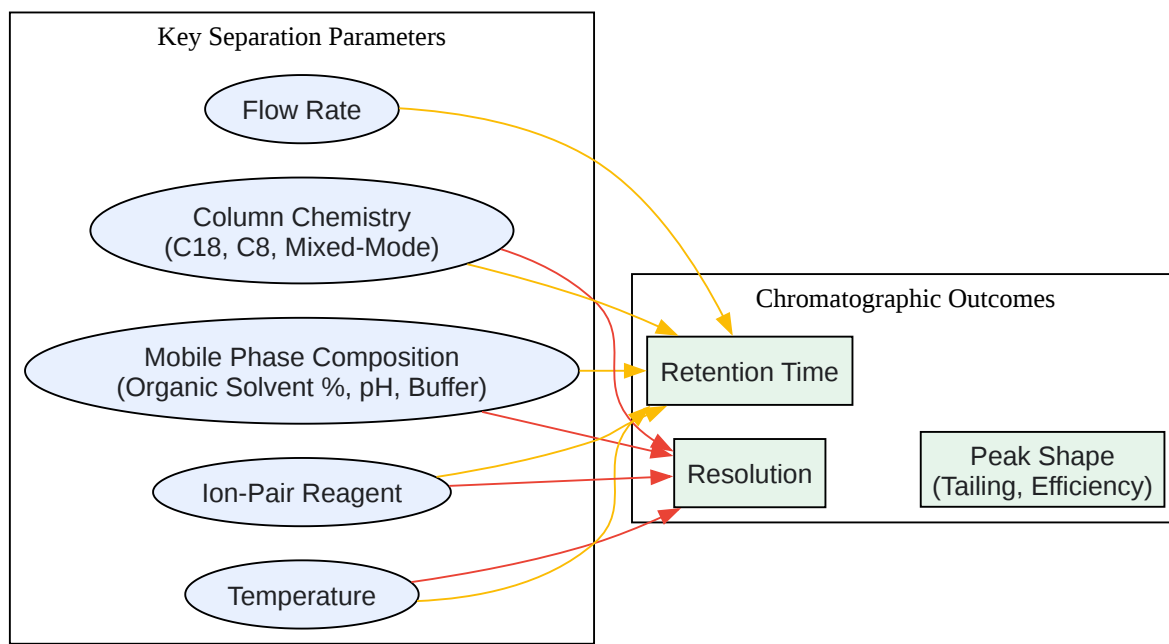 Key Separation Parameters
Flow Rate
Column Chemistry
(C18, C8, Mixed-Mode)
Mobile Phase Composition
(Organic Solvent %, pH, Buffer)
Ion-Pair Reagent
Temperature
Chromatographic Outcomes
Retention Time
Resolution
Peak Shape
(Tailing, Efficiency)